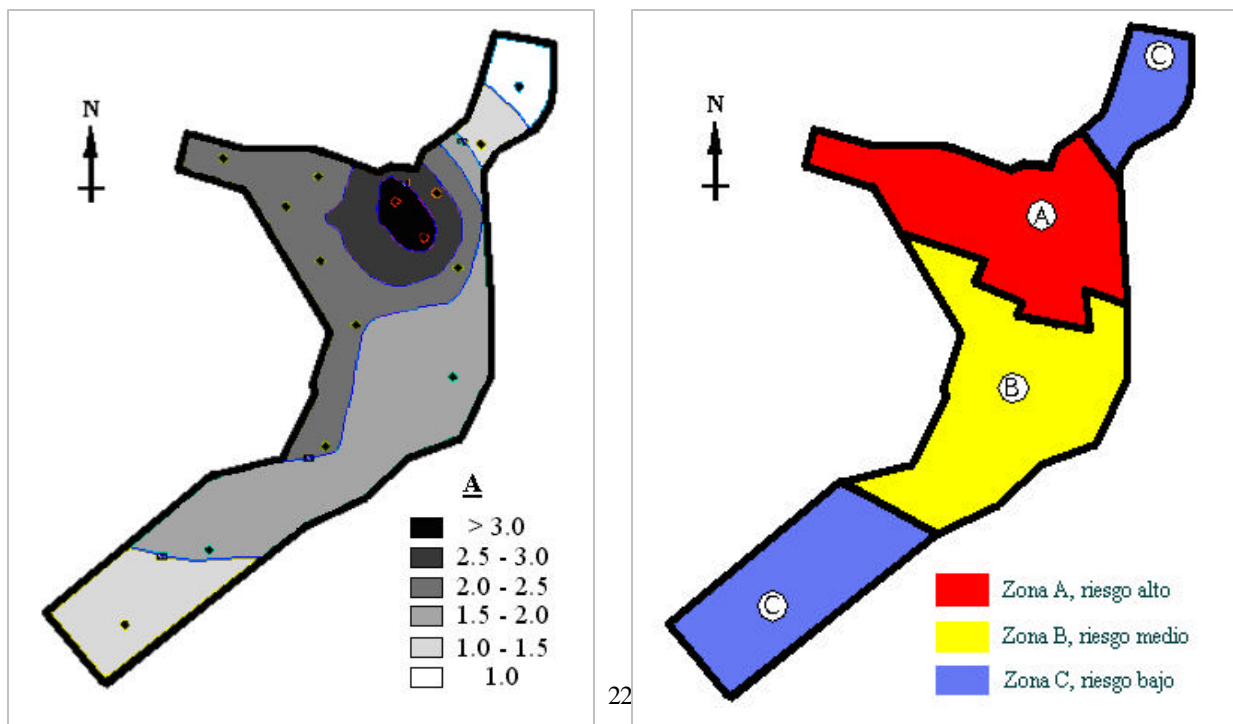 N
A
> 3.0
2.5 - 3.0
2.0 - 2.5
1.5 - 2.0
1.0 - 1.5
1.0
22
N
C
A
B
C
Zona A, riesgo alto
Zona B, riesgo medio
Zona C, riesgo bajo